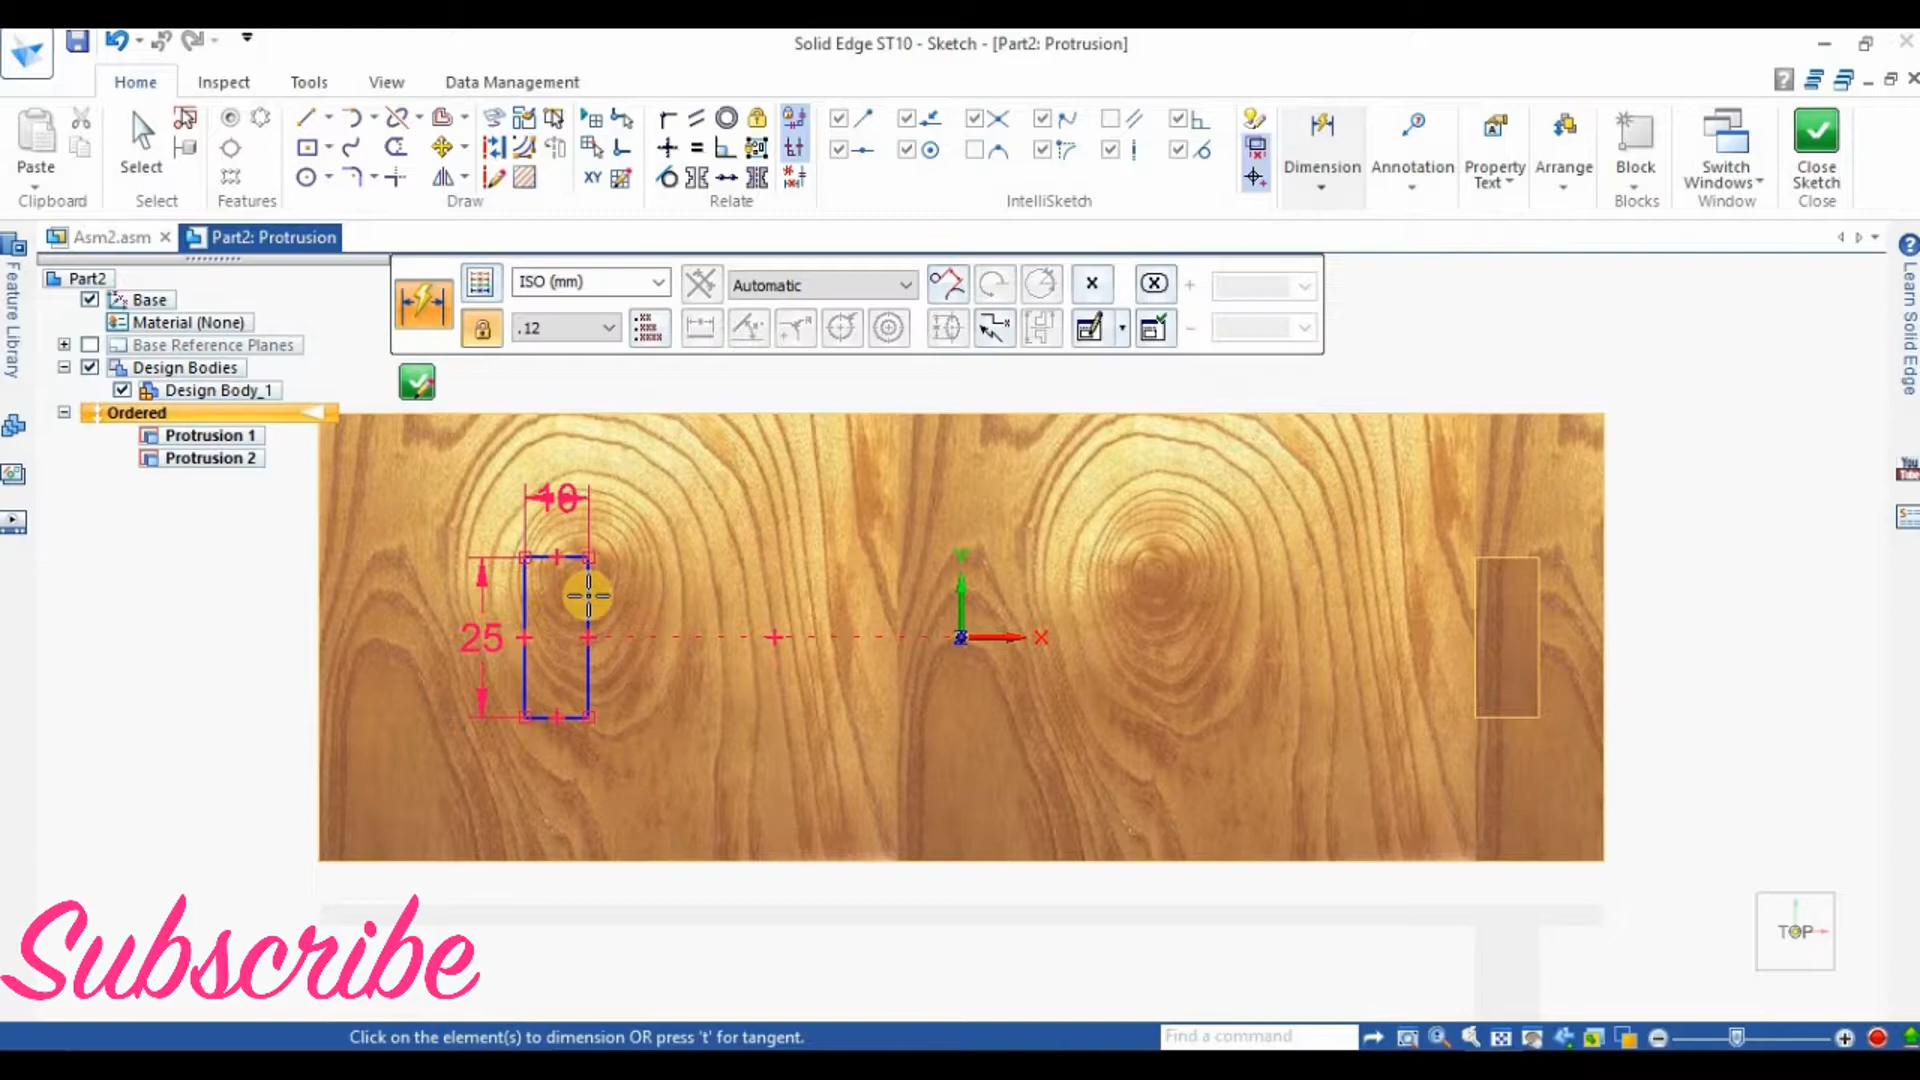 Solid Edge ST10 - Sketch - [Part2: Protrusion]
Home
Inspect
Tools
View
Data Management
Paste
Select
Dimension
Annotation
Property
Text
Arrange
Block
Switch
Windows
Close
Sketch
Clipboard
Select
Features
Draw
Relate
IntelliSketch
Blocks
Window
Close
XY
Asm2.asm
Part2: Protrusion
Feature Library
Learn Solid Edge
You
Tube
Part2
Base
Material (None)
Base Reference Planes
Design Bodies
Design Body_1
Ordered
Protrusion 1
Protrusion 2
ISO (mm)
Automatic
.12
10
25
Y
X
TOP
Subscribe
Click on the element(s) to dimension OR press 't' for tangent.
Find a command